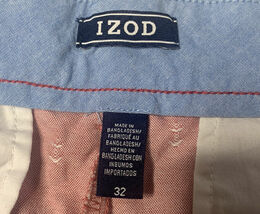 IZOD
MADE IN
BANGLADESH/
FABRIQUÉ AU
BANGLADESH/
HECHO EN
BANGLADESH CON
INSUMOS
IMPORTADOS
32